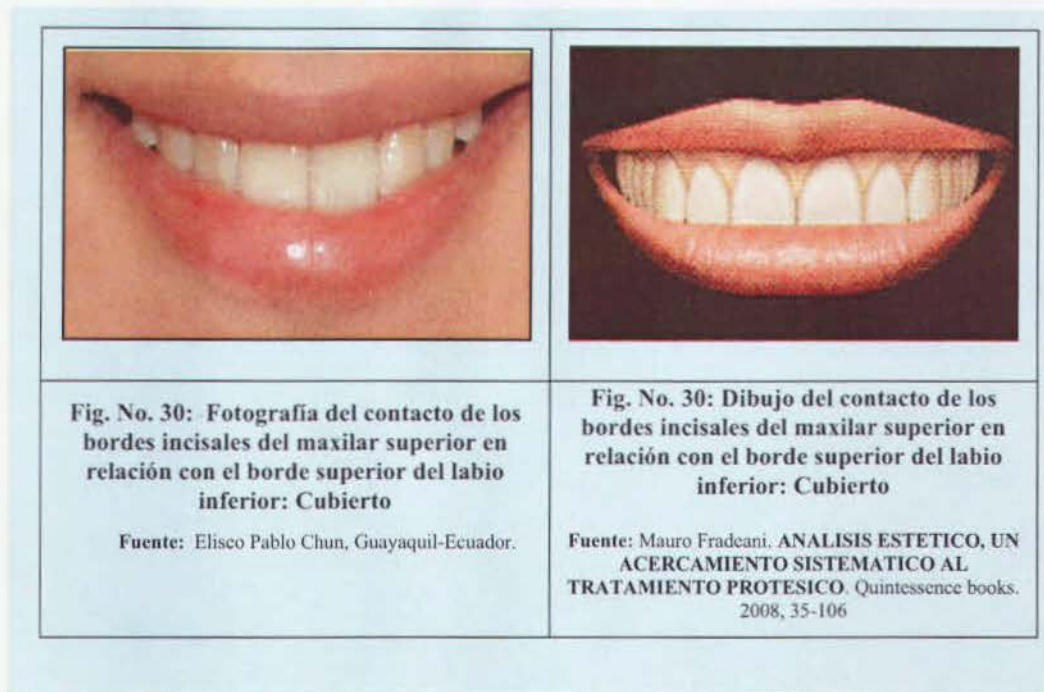 Fig. No. 30: Fotografía del contacto de los
bordes incisales del maxilar superior en
relación con el borde superior del labio
inferior: Cubierto
Fuente: Eliseo Pablo Chun, Guayaquil-Ecuador.
Fig. No. 30: Dibujo del contacto de los
bordes incisales del maxilar superior en
relación con el borde superior del labio
inferior: Cubierto
Fuente: Mauro Fradeani. ANALISIS ESTETICO, UN
ACERCAMIENTO SISTEMATICO AL
TRATAMIENTO PROTESICO. Quintessence books.
2008, 35-106